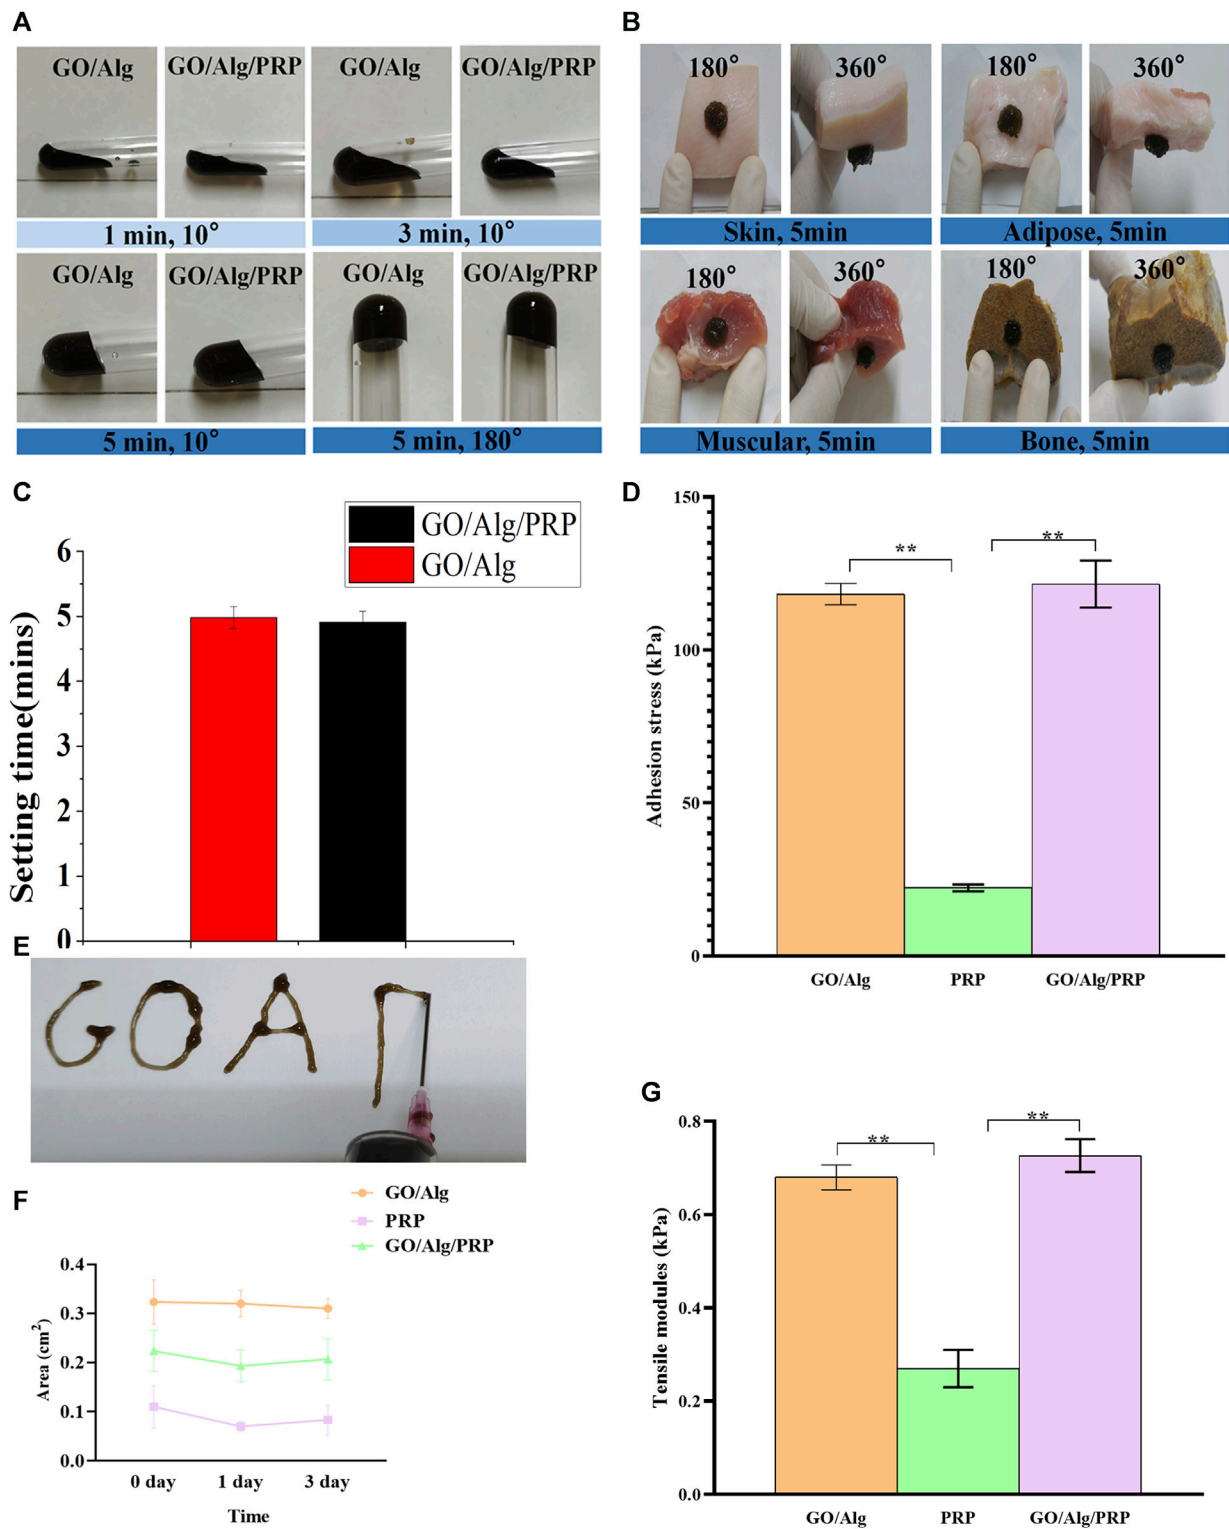 A
GO/Alg
GO/Alg/PRP
GO/Alg
GO/Alg/PRP
1 min, 10°
3 min, 10°
GO/Alg
GO/Alg/PRP
GO/Alg
GO/Alg/PRP
5 min, 10°
5 min, 180°
B
180°
360°
180°
360°
Skin, 5min
Adipose, 5min
180°
360°
180°
360°
Muscular, 5min
Bone, 5min
C
GO/Alg/PRP
GO/Alg
Setting time(mins)
6
5
4
3
2
1
0
D
Adhesion stress (kPa)
150
100
50
0
**
**
GO/Alg
PRP
GO/Alg/PRP
E
GOA
F
GO/Alg
PRP
GO/Alg/PRP
Area (cm²)
0.4
0.3
0.2
0.1
0.0
0 day
1 day
3 day
Time
G
Tensile modules (kPa)
0.8
0.6
0.4
0.2
0.0
**
**
GO/Alg
PRP
GO/Alg/PRP